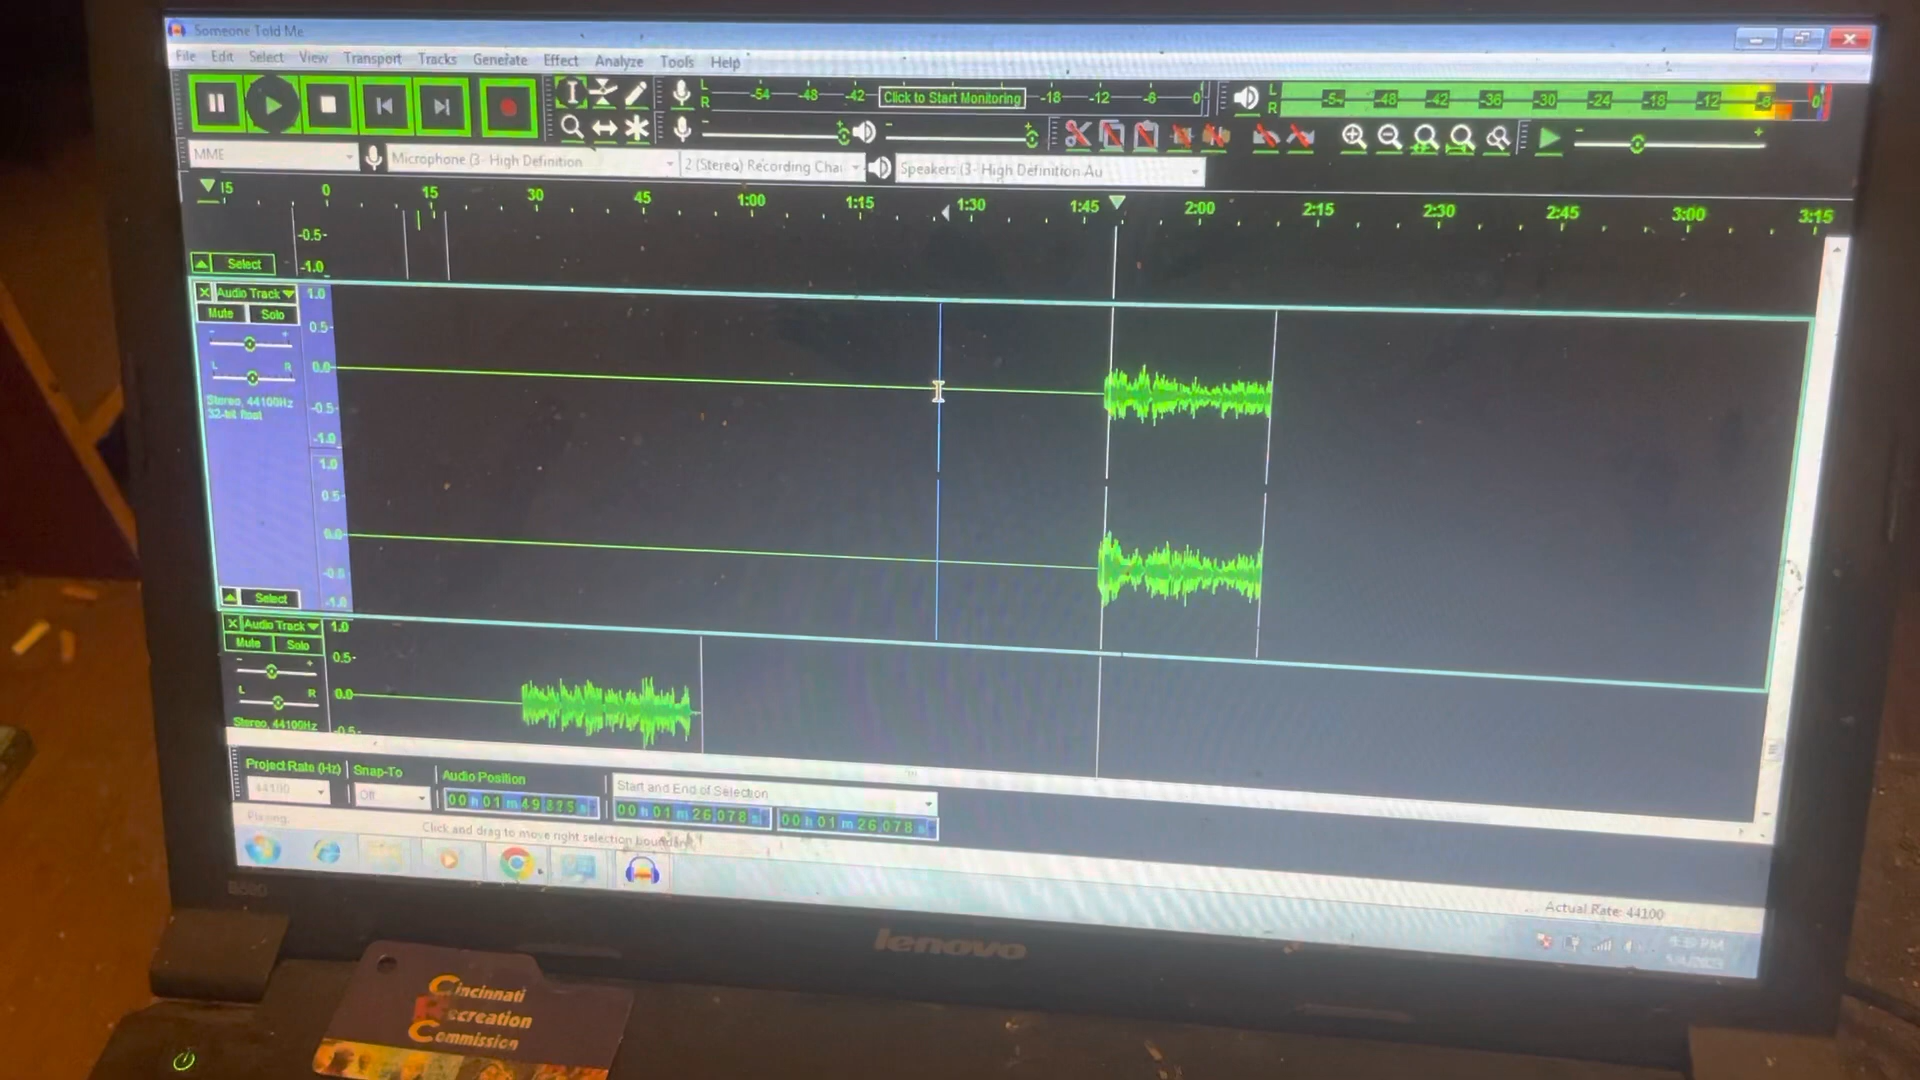 Someone Told Me
File Edit Select View Transport Tracks Generate Effect Analyze Tools Help
L
R
-54 -48 -42 Click to Start Monitoring -18 -12 -6 0
L
R
-54 -48 -42 -36 -30 -24 -18 -12 -6 0
MME
Microphone (3- High Definition
2 (Stereo) Recording Chai
Speakers (3- High Definition Au
15 0 15 30 45 1:00 1:15 1:30 1:45 2:00 2:15 2:30 2:45 3:00 3:15
-0.5-
-1.0
Select
Audio Track
Mute Solo
- +
L R
Stereo, 44100Hz
32-bit float
1.0
0.5-
0.0-
-0.5-
-1.0
1.0
0.5-
0.0-
-0.5
-1.0
Select
Audio Track
Mute Solo
- +
L R
Stereo, 44100Hz
1.0
0.5-
0.0-
-0.5-
Project Rate (Hz) Snap-To Audio Position Start and End of Selection
44100 Off 00 h 01 m 49.825 s 00 h 01 m 26.078 s 00 h 01 m 26.078 s
Playing.
Click and drag to move right selection boundary.
Actual Rate: 44100
lenovo
Cincinnati
Recreation
Commission